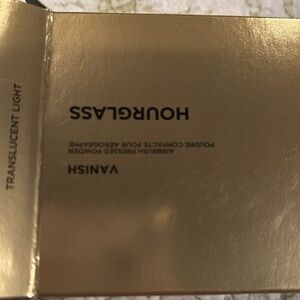 VANISH
AIRBRUSH PRESSED POWDER
POUDRE COMPACTE POUR AÉROGRAPHE
HOURGLASS
TRANSLUCENT LIGHT